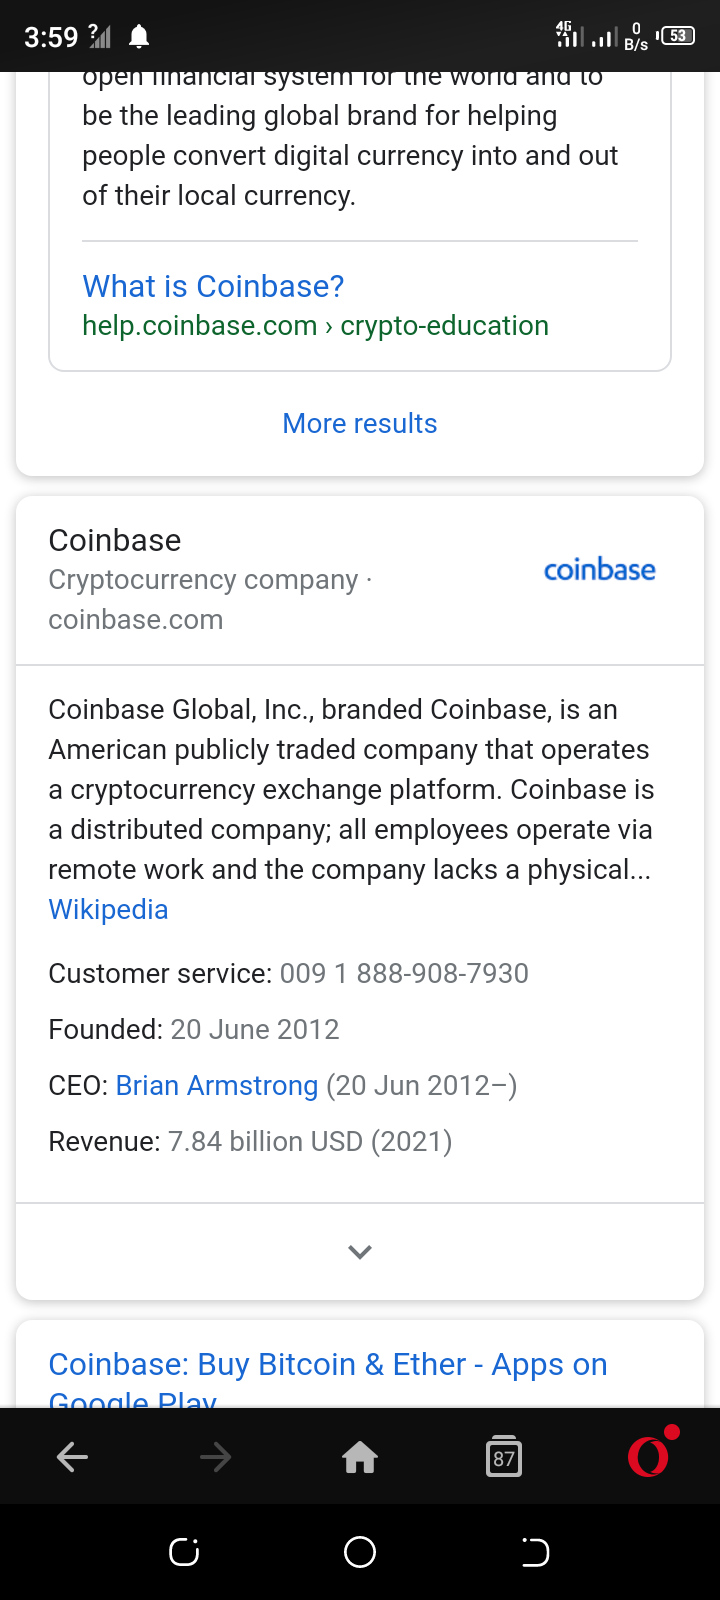 3:59 ? 4G 0 B/s 53
open financial system for the world and to
be the leading global brand for helping
people convert digital currency into and out
of their local currency.
What is Coinbase?
help.coinbase.com › crypto-education
More results
Coinbase
Cryptocurrency company ·
coinbase.com
coinbase
Coinbase Global, Inc., branded Coinbase, is an
American publicly traded company that operates
a cryptocurrency exchange platform. Coinbase is
a distributed company; all employees operate via
remote work and the company lacks a physical...
Wikipedia
Customer service: 009 1 888-908-7930
Founded: 20 June 2012
CEO: Brian Armstrong (20 Jun 2012–)
Revenue: 7.84 billion USD (2021)
Coinbase: Buy Bitcoin & Ether - Apps on
Google Play
87